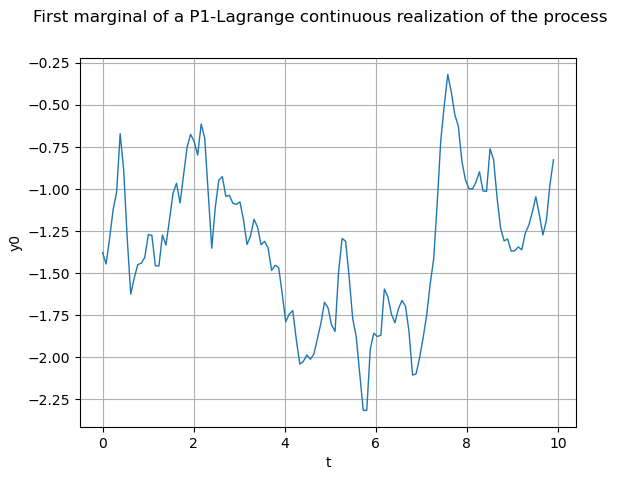 First marginal of a P1-Lagrange continuous realization of the process
−0.25
−0.50
−0.75
−1.00
−1.25
−1.50
−1.75
−2.00
−2.25
y0
0 2 4 6 8 10
t